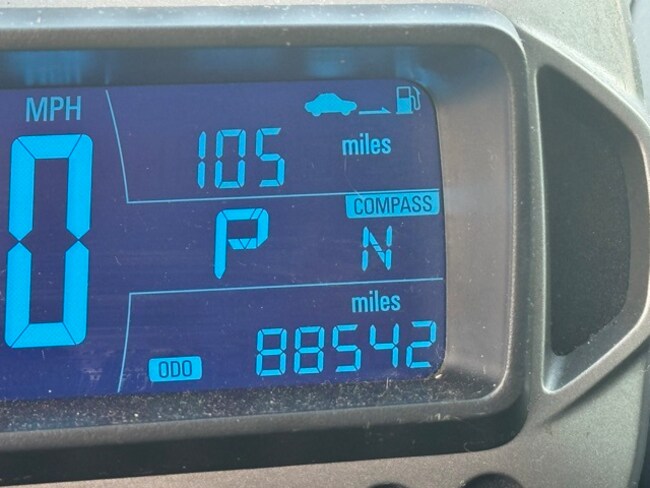 MPH
0
105 miles
COMPASS
P N
miles
ODO 88542